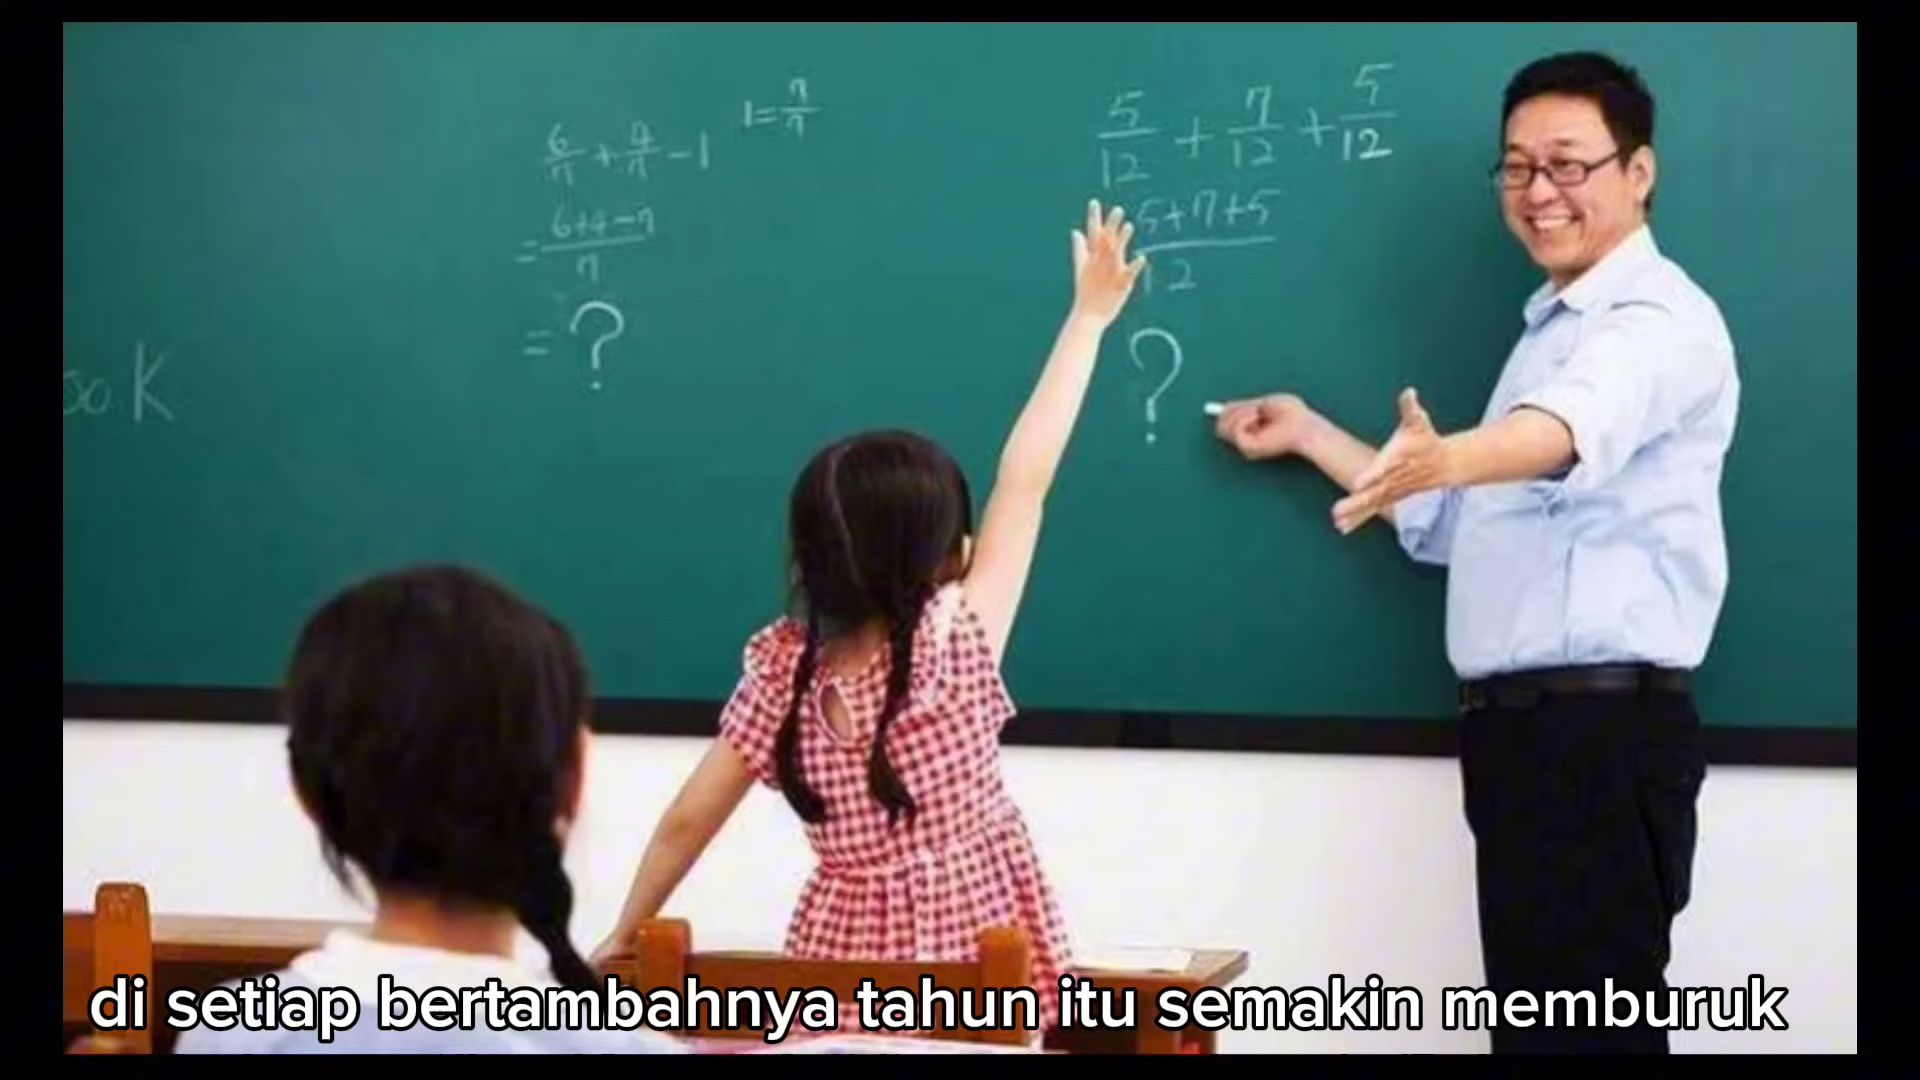 6/7 + 4/7 - 1
1 = 7/7
= 6+4-7/7
= ?
5/12 + 7/12 + 5/12
5+7+5/12
?
K
di setiap bertambahnya tahun itu semakin memburuk